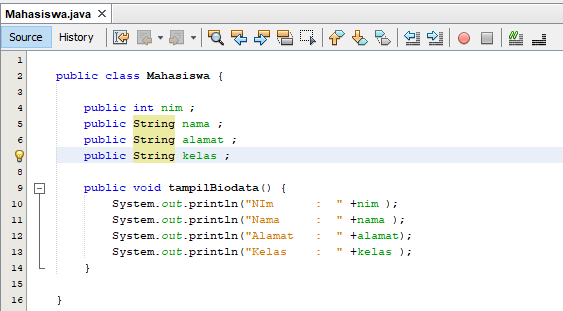 Mahasiswa.java
Source History
1
2 public class Mahasiswa {
3
4 public int nim ;
5 public String nama ;
6 public String alamat ;
public String kelas ;
8
9 public void tampilBiodata() {
10 System.out.println("NIm      :  " +nim );
11 System.out.println("Nama     :  " +nama );
12 System.out.println("Alamat   :  " +alamat);
13 System.out.println("Kelas    :  " +kelas );
14 }
15
16 }